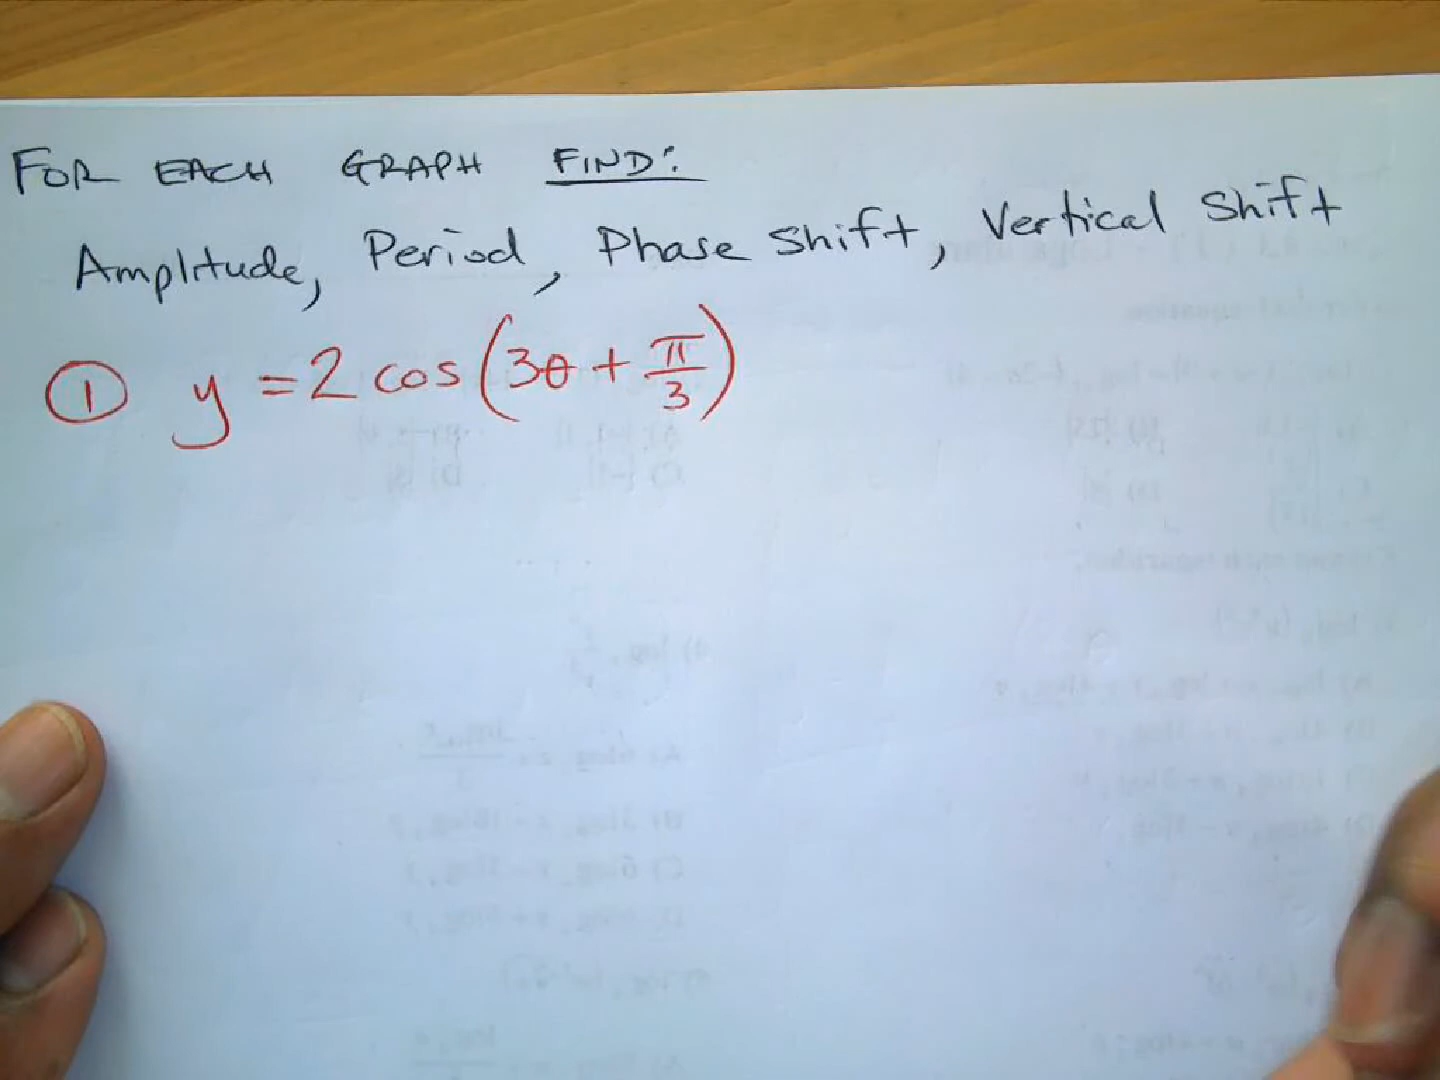 FOR EACH GRAPH FIND:
Amplitude, Period, Phase Shift, Vertical Shift
① y = 2 cos(3θ + π/3)